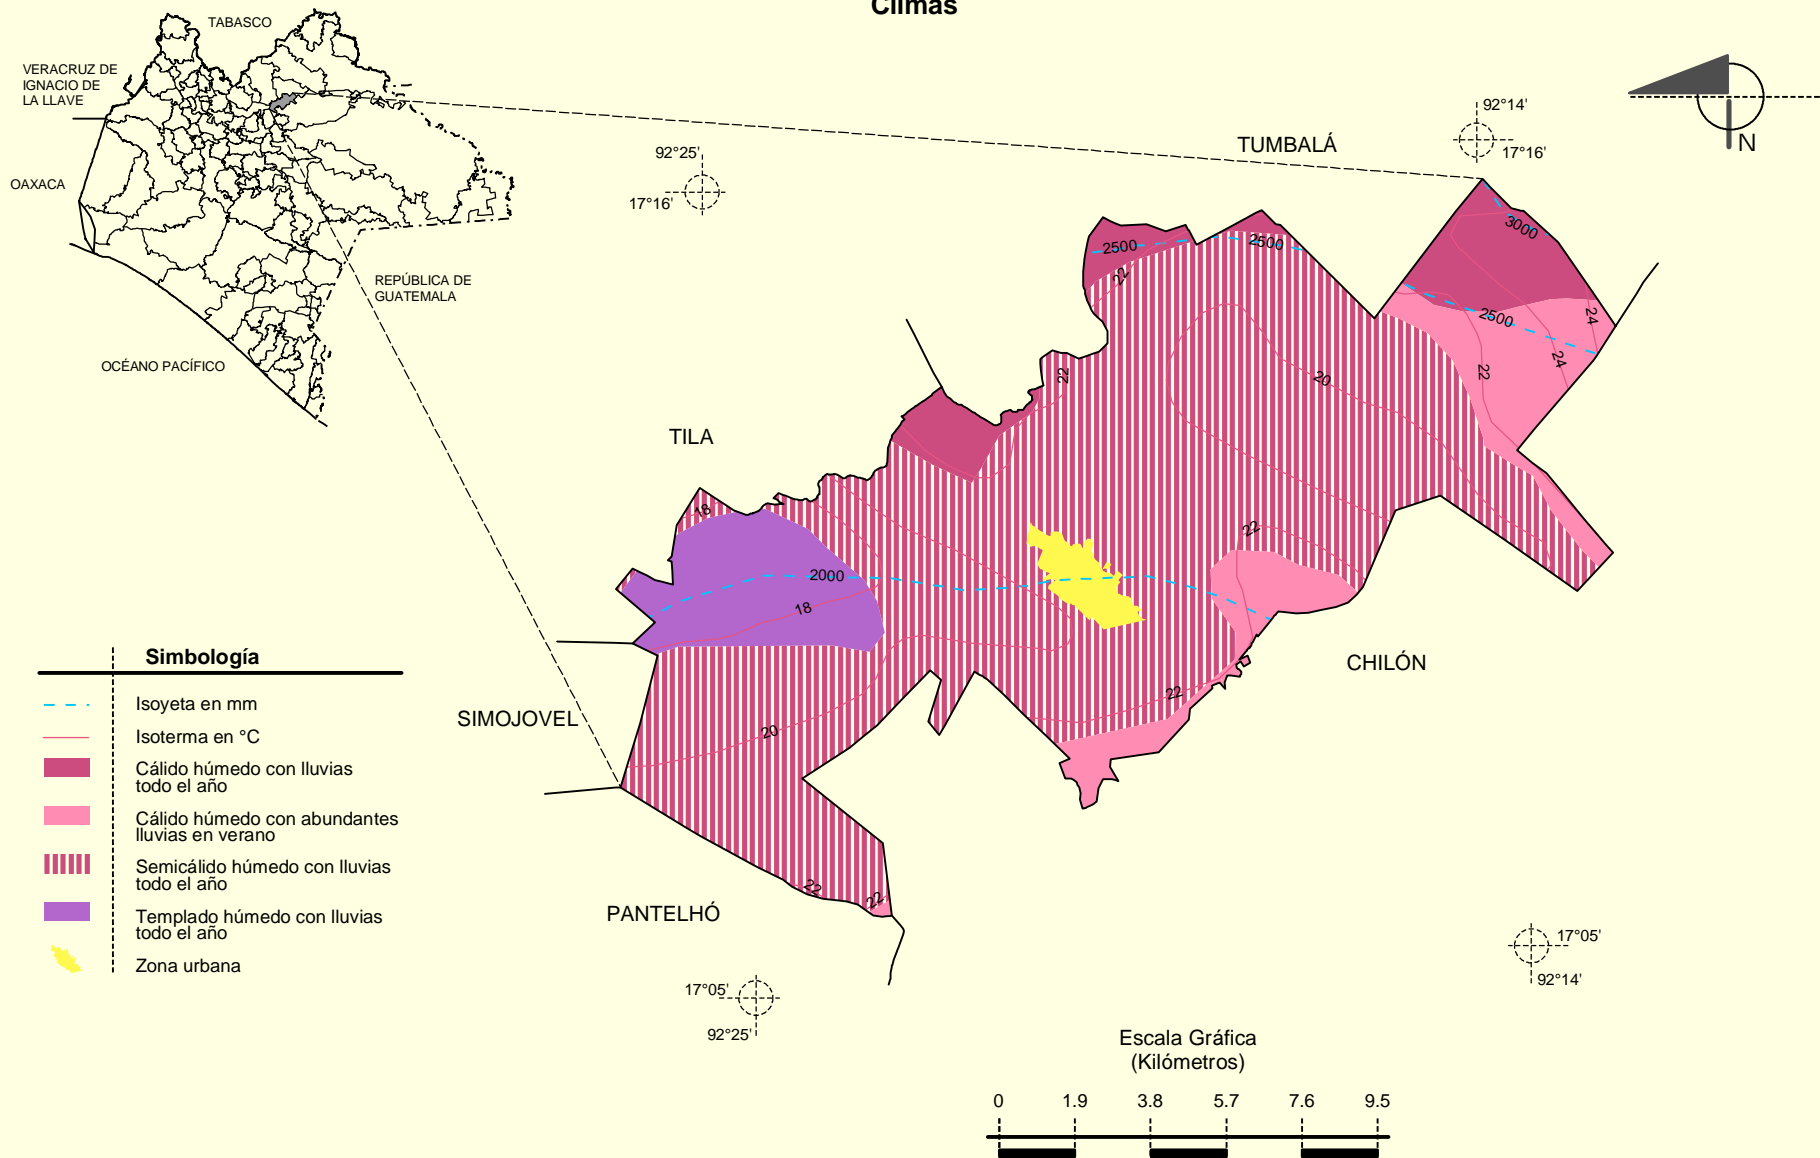 Climas
TABASCO
VERACRUZ DE
IGNACIO DE
LA LLAVE
OAXACA
REPÚBLICA DE
GUATEMALA
OCÉANO PACÍFICO
92°25'
17°16'
92°14'
17°16'
N
TUMBALÁ
TILA
SIMOJOVEL
PANTELHÓ
CHILÓN
3000
2500
2500
2500
24
24
22
22
22
20
18
2000
18
22
22
20
22
22
Simbología
Isoyeta en mm
Isoterma en °C
Cálido húmedo con lluvias
todo el año
Cálido húmedo con abundantes
lluvias en verano
Semicálido húmedo con lluvias
todo el año
Templado húmedo con lluvias
todo el año
Zona urbana
17°05'
92°25'
17°05'
92°14'
Escala Gráfica
(Kilómetros)
0 1.9 3.8 5.7 7.6 9.5